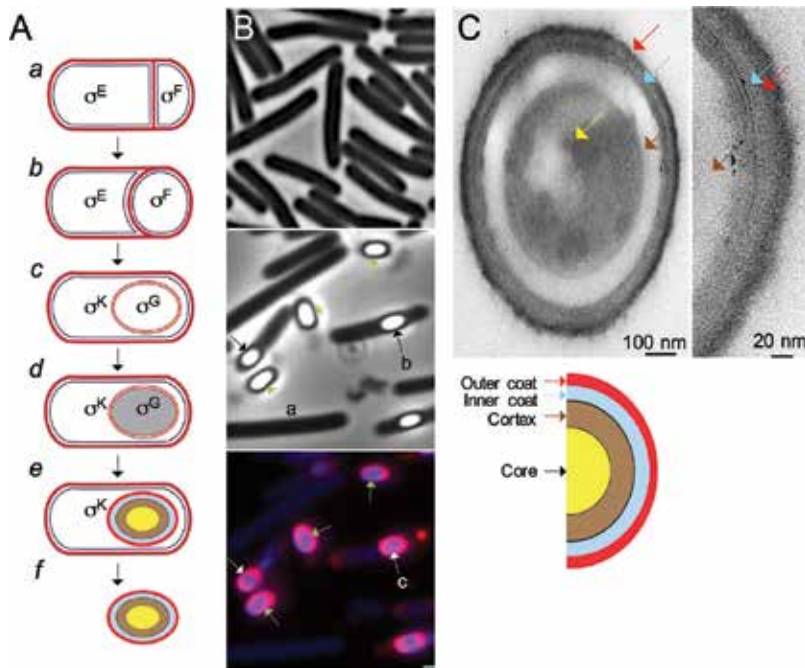 A
a
σE σF
b
σE σF
c
σK σG
d
σK σG
e
σK
f
B
a
b
c
C
100 nm
20 nm
Outer coat
Inner coat
Cortex
Core